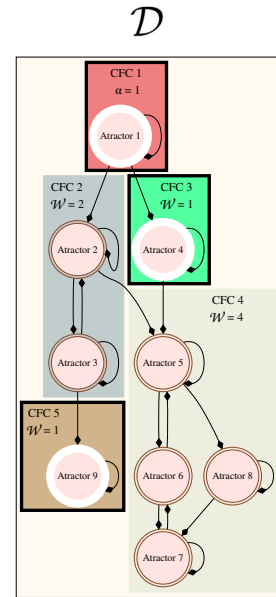 𝒟
CFC 1
α = 1
Atractor 1
CFC 2
𝒲 = 2
CFC 3
𝒲 = 1
Atractor 2
Atractor 4
CFC 4
𝒲 = 4
Atractor 3
Atractor 5
CFC 5
𝒲 = 1
Atractor 9
Atractor 6
Atractor 8
Atractor 7